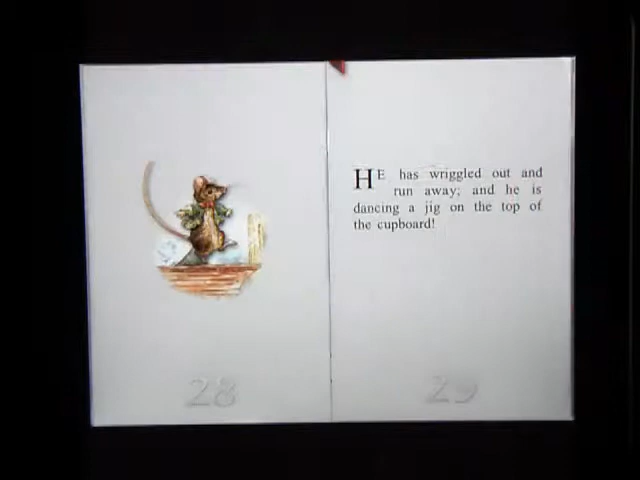 HE has wriggled out and
run away; and he is
dancing a jig on the top of
the cupboard!
28
29